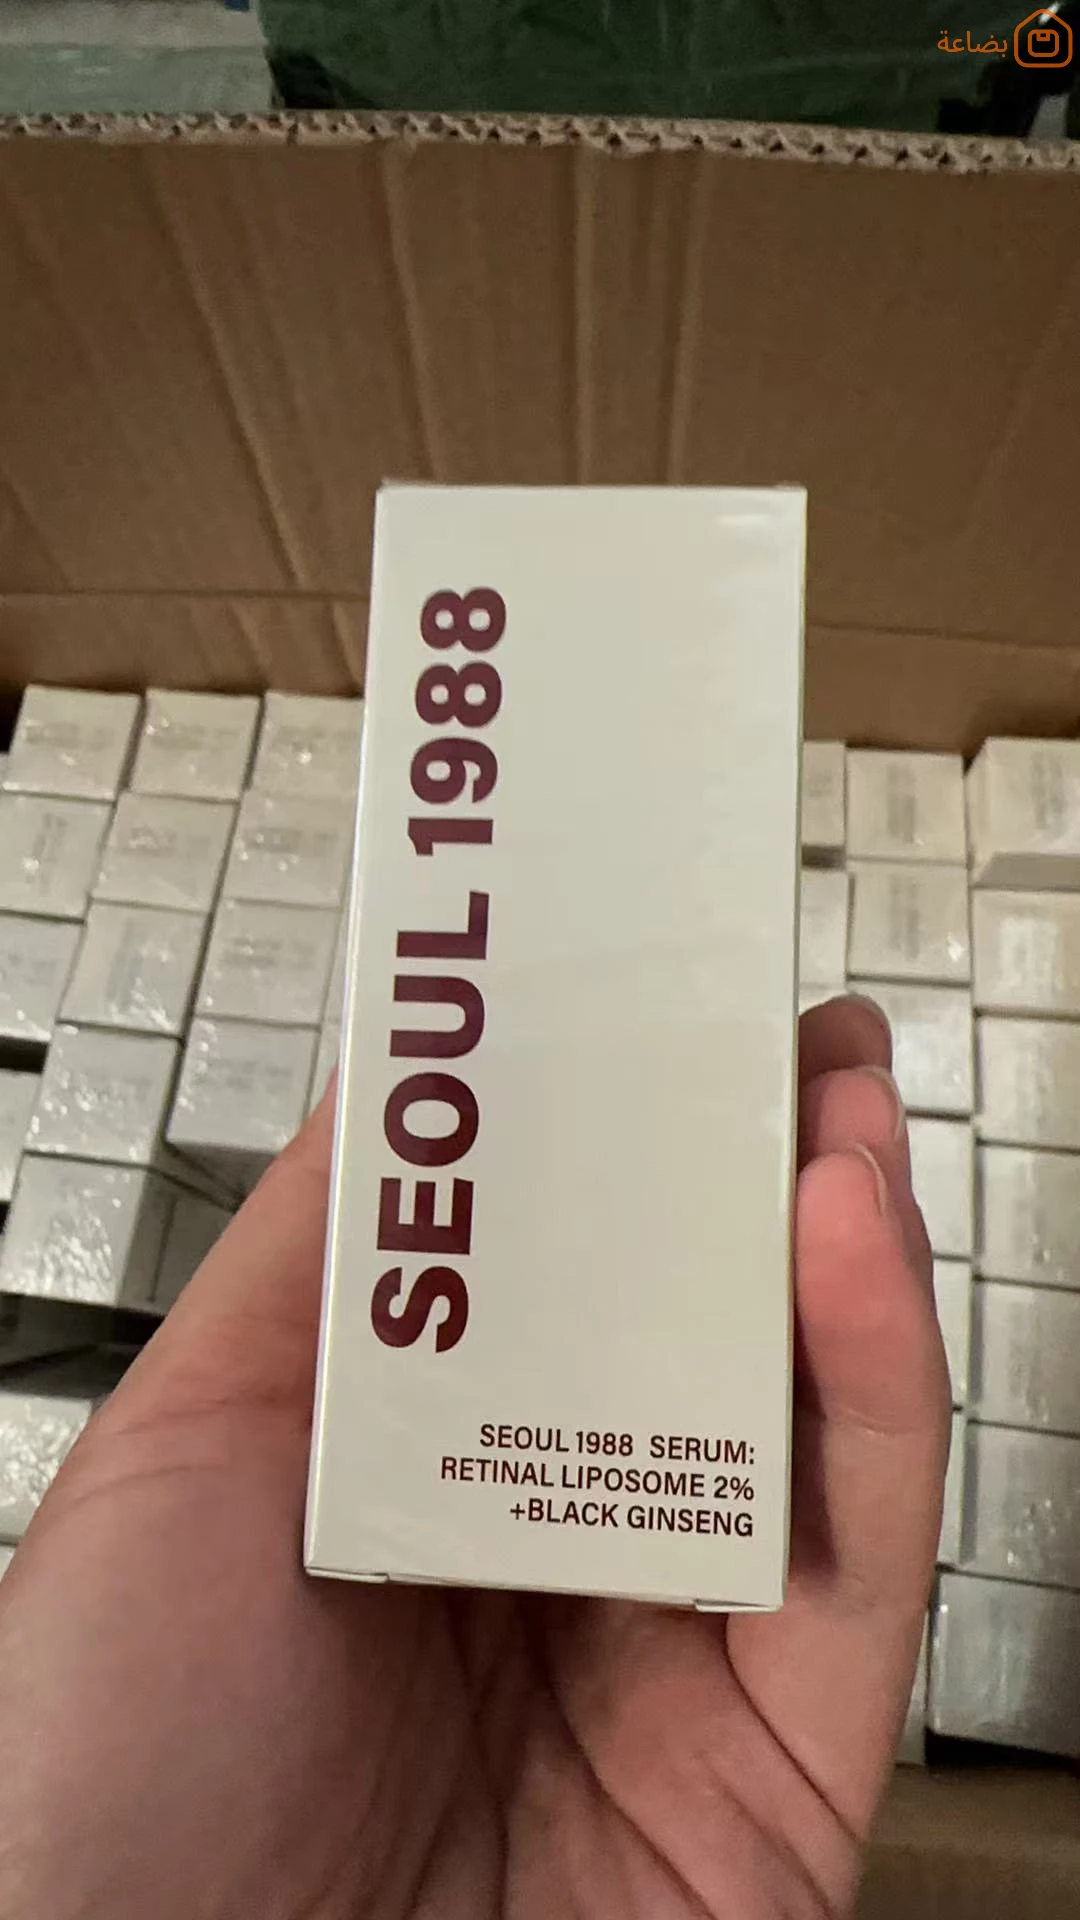 بضاعة
SEOUL 1988
SEOUL 1988 SERUM:
RETINAL LIPOSOME 2%
+BLACK GINSENG